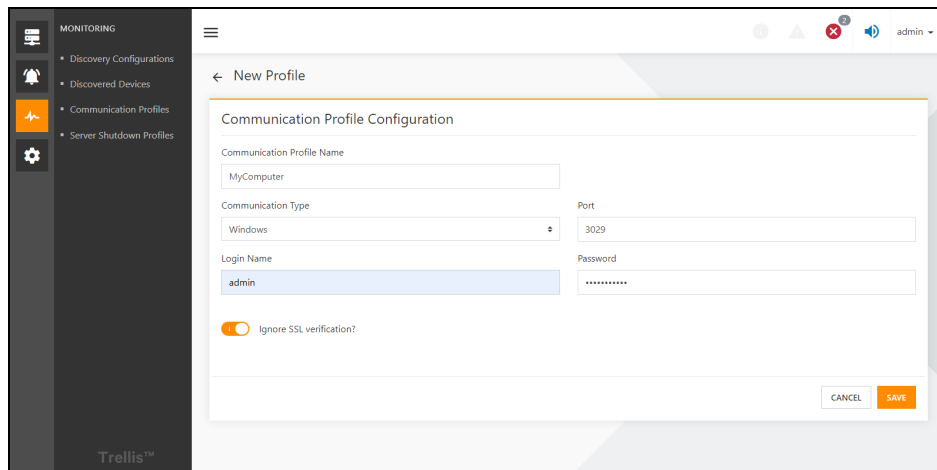 MONITORING
Discovery Configurations
Discovered Devices
Communication Profiles
Server Shutdown Profiles
Trellis™
2
admin
← New Profile
Communication Profile Configuration
Communication Profile Name
MyComputer
Communication Type
Port
Windows
3029
Login Name
Password
admin
•••••••••••
Ignore SSL verification?
CANCEL
SAVE